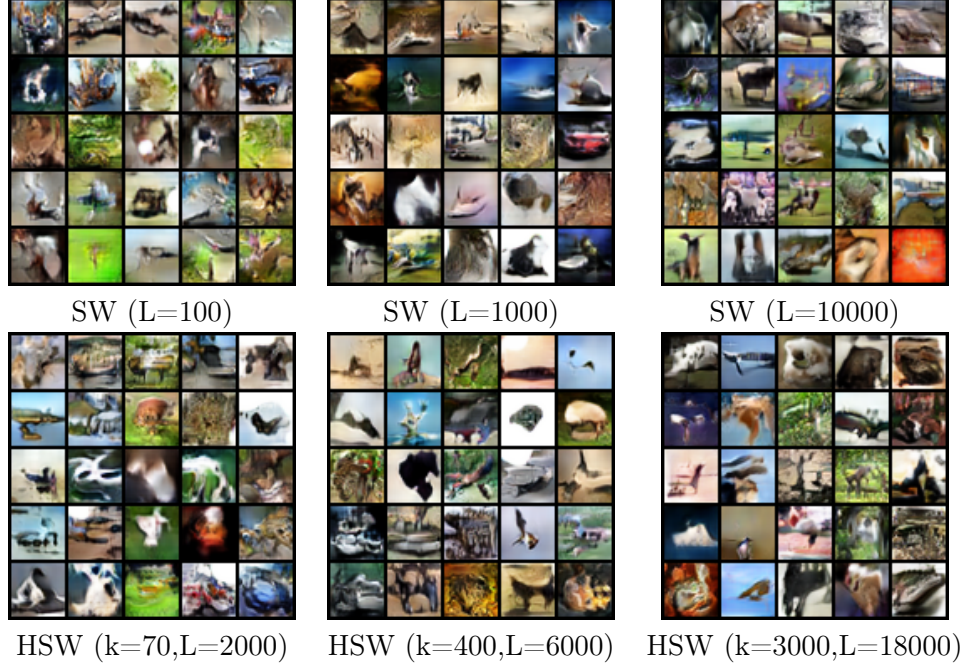 SW (L=100)
SW (L=1000)
SW (L=10000)
HSW (k=70,L=2000)
HSW (k=400,L=6000)
HSW (k=3000,L=18000)